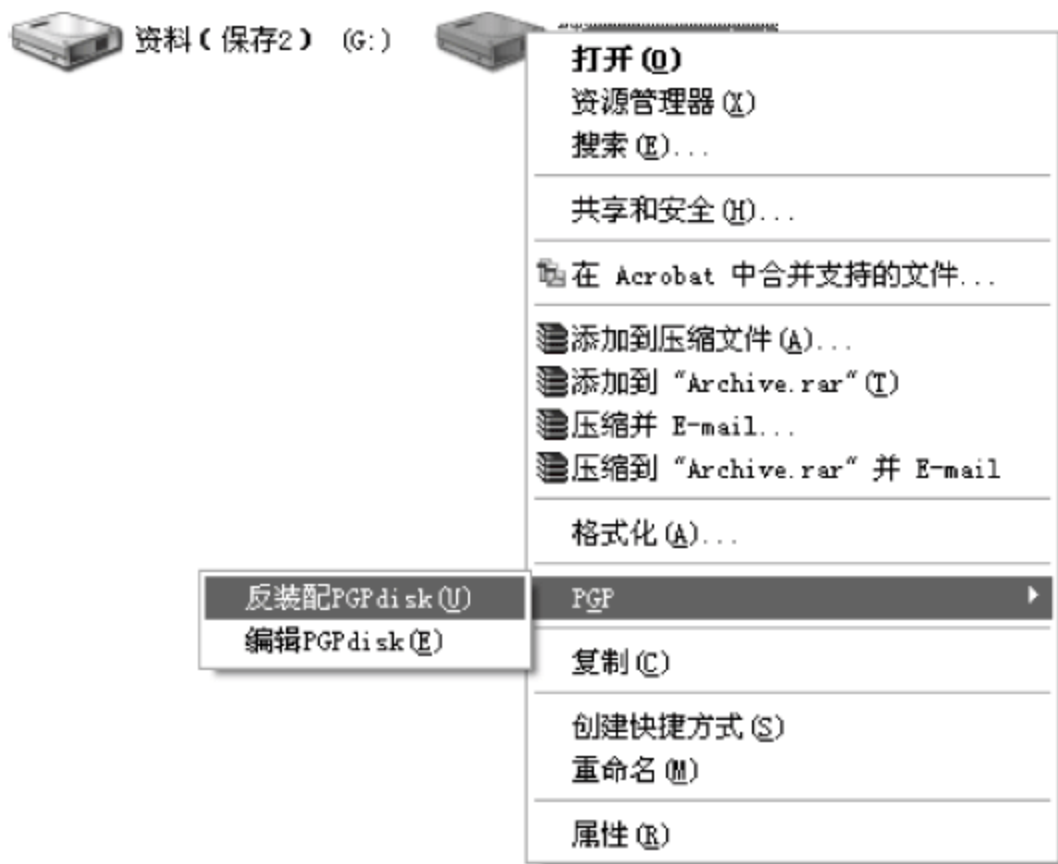 资料(保存2) (G:)
打开(O)
资源管理器(X)
搜索(E)...
共享和安全(H)...
在 Acrobat 中合并支持的文件...
添加到压缩文件(A)...
添加到 "Archive.rar"(T)
压缩并 E-mail...
压缩到 "Archive.rar" 并 E-mail
格式化(A)...
PGP
反装配PGPdisk(U)
编辑PGPdisk(E)
复制(C)
创建快捷方式(S)
重命名(M)
属性(R)